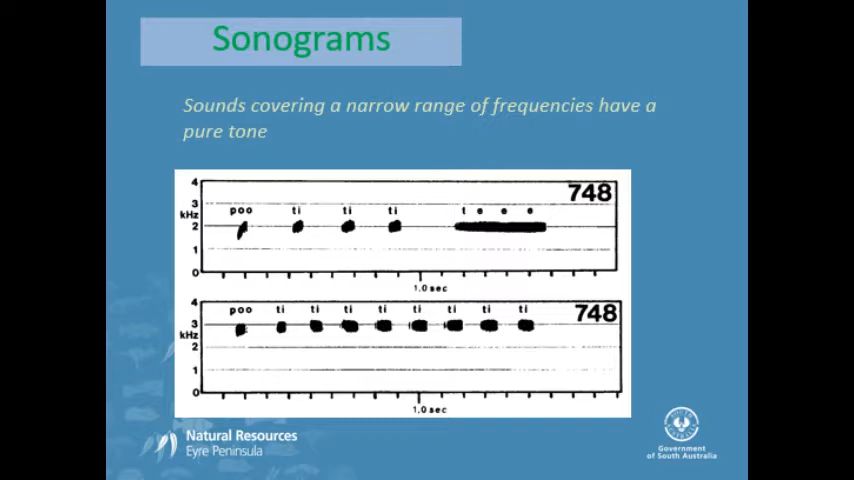 Sonograms
Sounds covering a narrow range of frequencies have a
pure tone
4
748
3
poo ti ti ti t e e e
kHz
2
1
0
1.0 sec
4
poo ti ti ti ti ti ti ti ti
748
3
kHz
2
1
0
1.0 sec
Natural Resources
Eyre Peninsula
Government
of South Australia